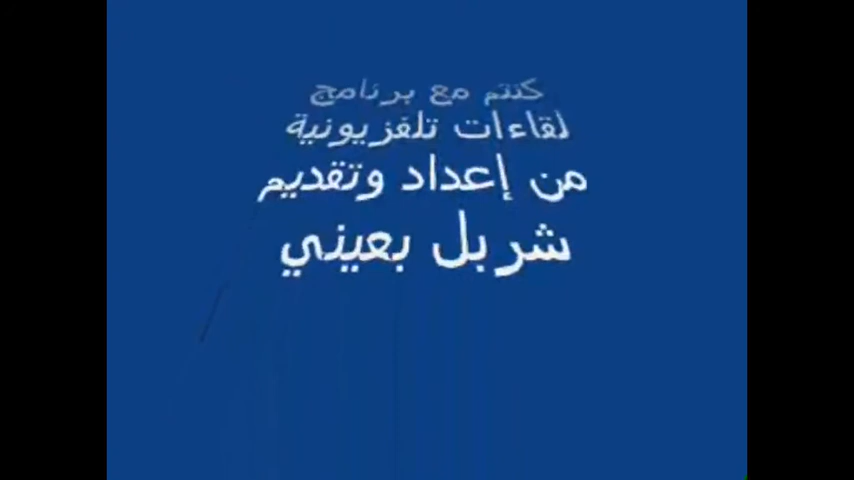 كنتم مع برنامج
لقاءات تلفزيونية
من إعداد وتقديم
شربل بعيني